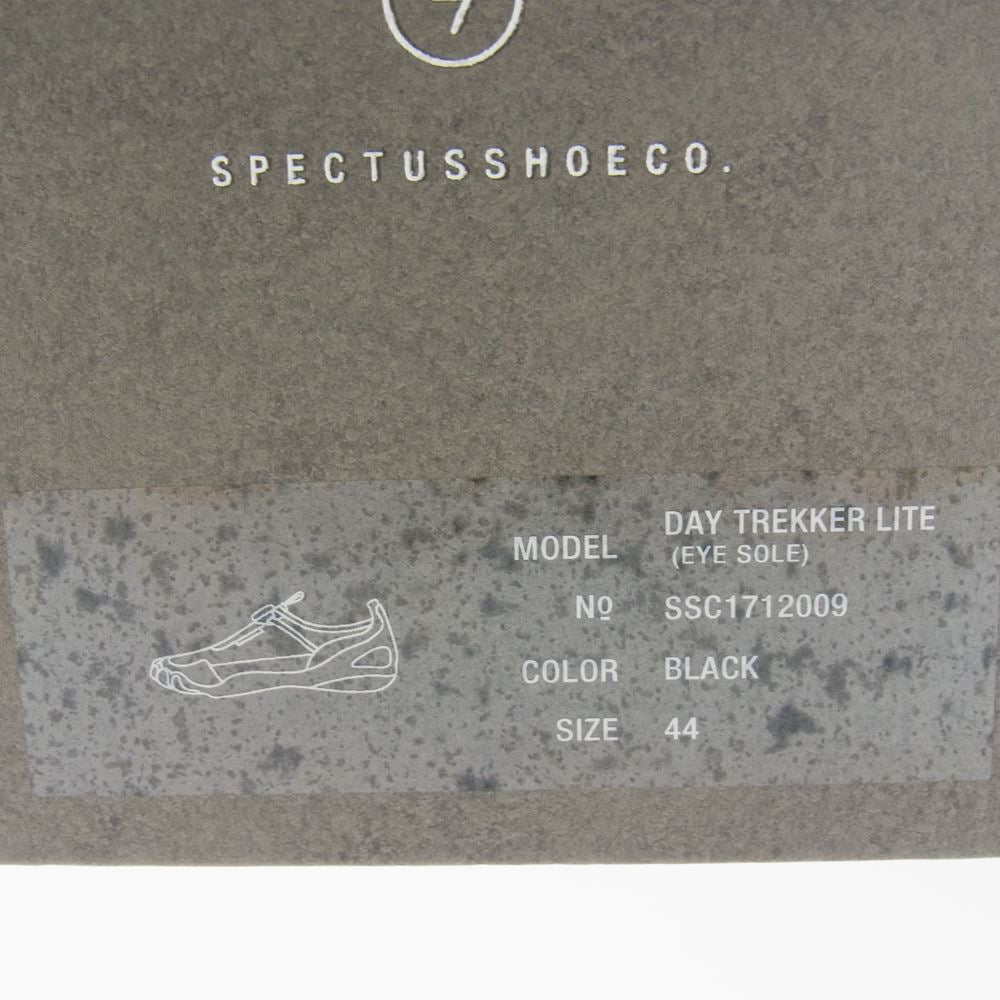 SPECTUSSHOECO.
MODEL DAY TREKKER LITE
(EYE SOLE)
Nº SSC1712009
COLOR BLACK
SIZE 44